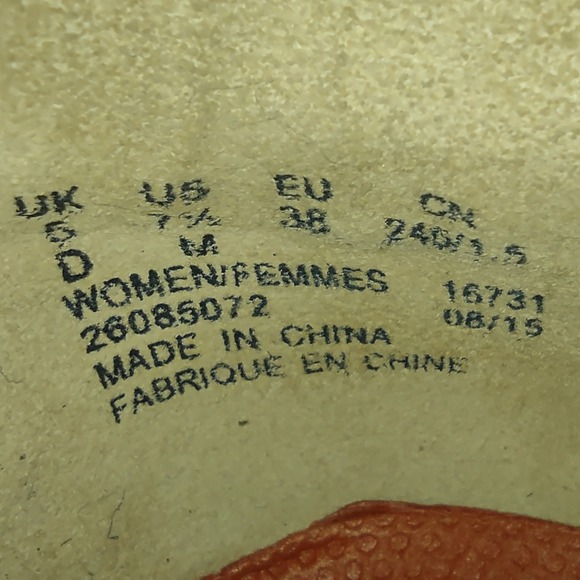 UK US EU CN
5 7½ 38 240/1.5
D M
WOMEN/FEMMES 16731
26085072 08/15
MADE IN CHINA
FABRIQUÉ EN CHINE